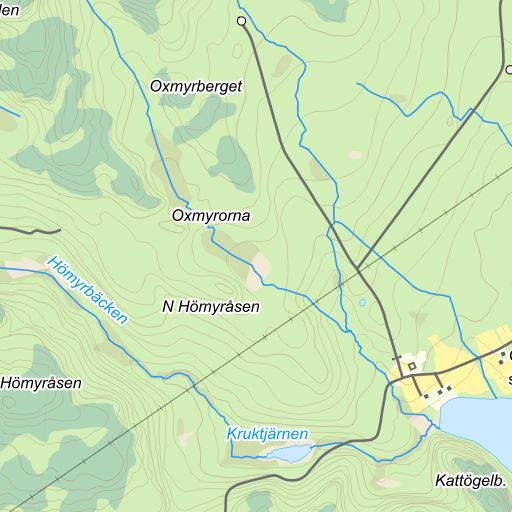 Oxmyrberget
Oxmyrorna
Hömyrbäcken
N Hömyråsen
Hömyråsen
Kruktjärnen
Kattögelb.